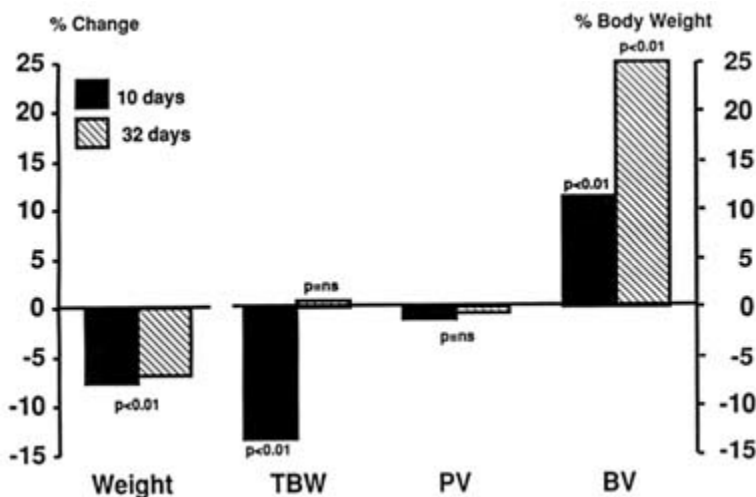 % Change
% Body Weight
p<0.01
25 25
10 days
20 20
32 days
15 15
p<0.01
10 10
5 5
p=ns
0 0
p=ns
-5 -5
p<0.01
-10 -10
p<0.01
-15 -15
Weight TBW PV BV